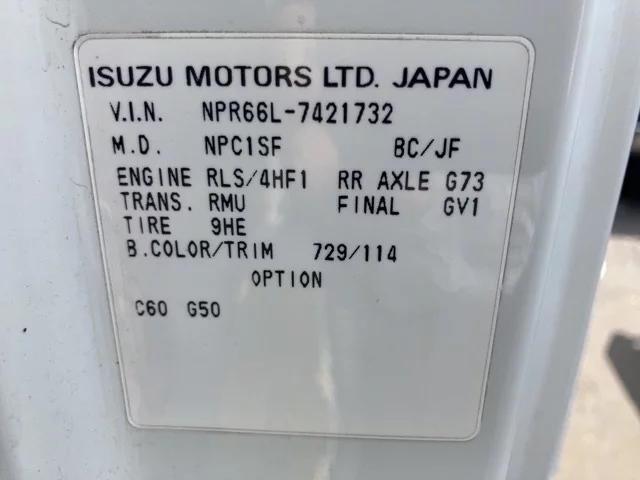 ISUZU MOTORS LTD. JAPAN
V.I.N. NPR66L-7421732
M.D. NPC1SF 8C/JF
ENGINE RLS/4HF1 RR AXLE G73
TRANS. RMU FINAL GV1
TIRE 9HE
B.COLOR/TRIM 729/114
OPTION
C60 G50